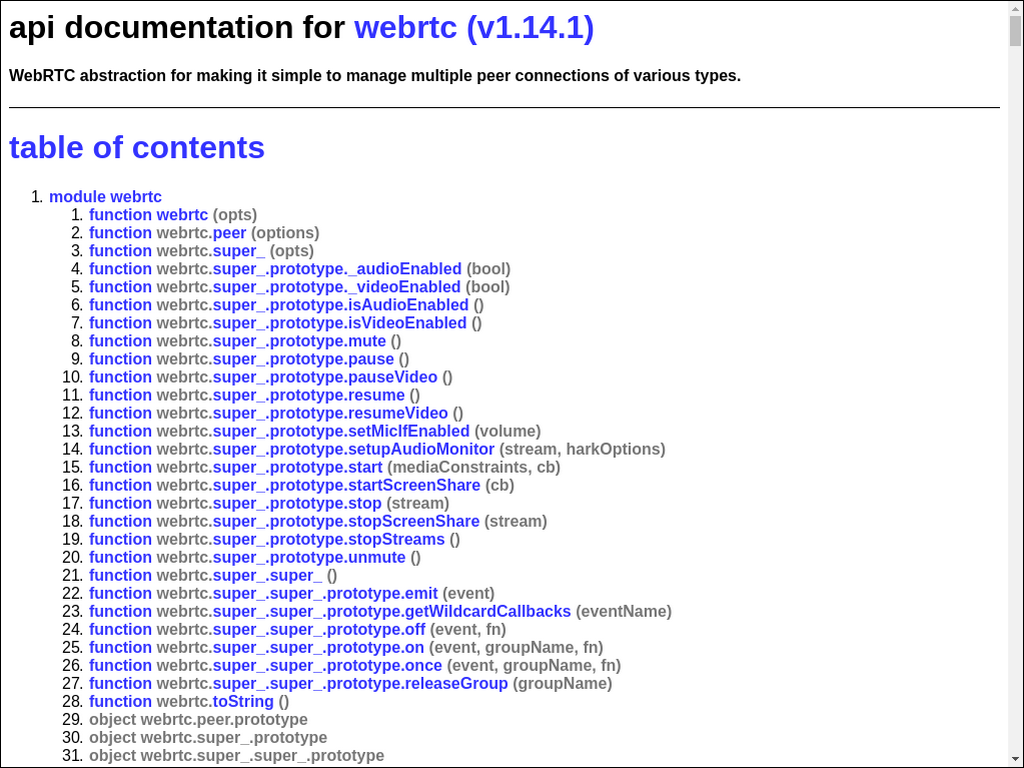 api documentation for webrtc (v1.14.1)
WebRTC abstraction for making it simple to manage multiple peer connections of various types.
table of contents
1. module webrtc
1. function webrtc (opts)
2. function webrtc.peer (options)
3. function webrtc.super_ (opts)
4. function webrtc.super_.prototype._audioEnabled (bool)
5. function webrtc.super_.prototype._videoEnabled (bool)
6. function webrtc.super_.prototype.isAudioEnabled ()
7. function webrtc.super_.prototype.isVideoEnabled ()
8. function webrtc.super_.prototype.mute ()
9. function webrtc.super_.prototype.pause ()
10. function webrtc.super_.prototype.pauseVideo ()
11. function webrtc.super_.prototype.resume ()
12. function webrtc.super_.prototype.resumeVideo ()
13. function webrtc.super_.prototype.setMicIfEnabled (volume)
14. function webrtc.super_.prototype.setupAudioMonitor (stream, harkOptions)
15. function webrtc.super_.prototype.start (mediaConstraints, cb)
16. function webrtc.super_.prototype.startScreenShare (cb)
17. function webrtc.super_.prototype.stop (stream)
18. function webrtc.super_.prototype.stopScreenShare (stream)
19. function webrtc.super_.prototype.stopStreams ()
20. function webrtc.super_.prototype.unmute ()
21. function webrtc.super_.super_ ()
22. function webrtc.super_.super_.prototype.emit (event)
23. function webrtc.super_.super_.prototype.getWildcardCallbacks (eventName)
24. function webrtc.super_.super_.prototype.off (event, fn)
25. function webrtc.super_.super_.prototype.on (event, groupName, fn)
26. function webrtc.super_.super_.prototype.once (event, groupName, fn)
27. function webrtc.super_.super_.prototype.releaseGroup (groupName)
28. function webrtc.toString ()
29. object webrtc.peer.prototype
30. object webrtc.super_.prototype
31. object webrtc.super_.super_.prototype